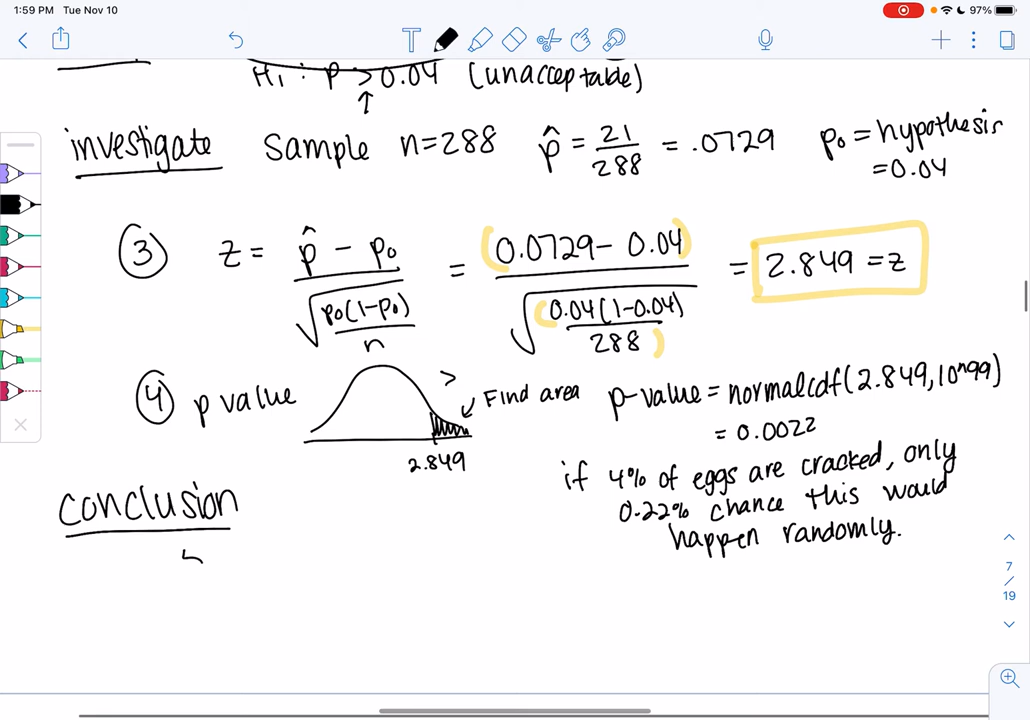 1:59 PM Tue Nov 10
97%
T
H₁ : p > 0.04 (unacceptable)
↑
investigate Sample n=288 p̂ = 21/288 = .0729 p₀ = hypothesis
=0.04
③ z = p̂ − p₀ / √(p₀(1−p₀)/n) = (0.0729 − 0.04) / √(0.04(1−0.04)/288) = 2.849 = z
④ p value > Find area p-value = normalcdf(2.849, 10^99)
2.849
= 0.0022
if 4% of eggs are cracked, only
0.22% chance this would
happen randomly.
conclusion
5
7
/
19